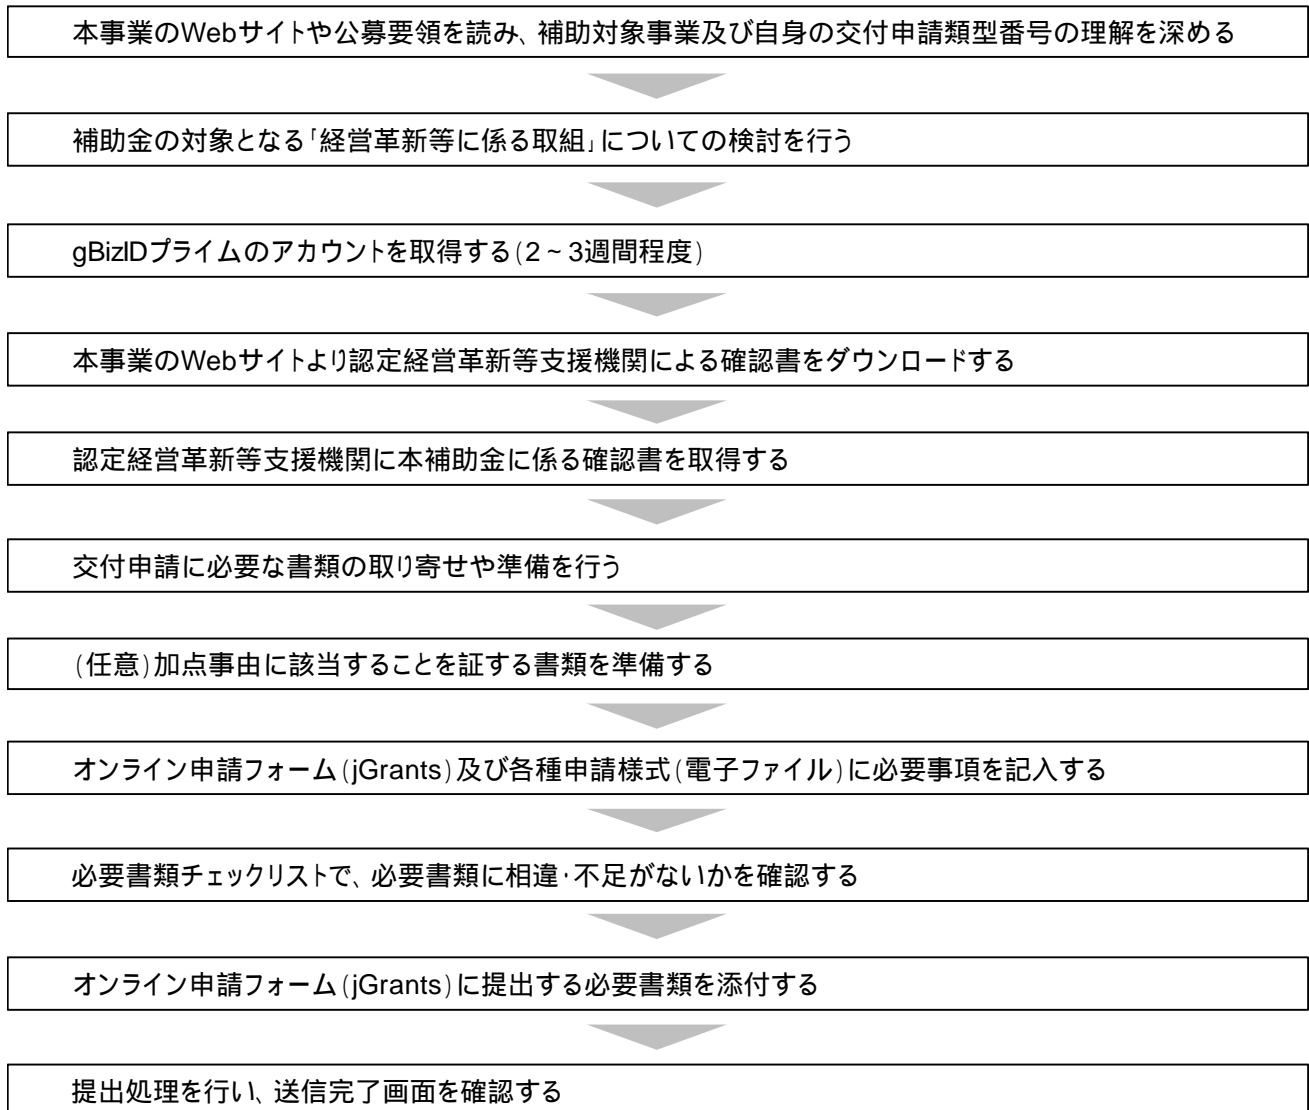 本事業のWebサイトや公募要領を読み、補助対象事業及び自身の交付申請類型番号の理解を深める
補助金の対象となる「経営革新等に係る取組」についての検討を行う
gBizIDプライムのアカウントを取得する(2~3週間程度)
本事業のWebサイトより認定経営革新等支援機関による確認書をダウンロードする
認定経営革新等支援機関に本補助金に係る確認書を取得する
交付申請に必要な書類の取り寄せや準備を行う
(任意)加点事由に該当することを証する書類を準備する
オンライン申請フォーム(jGrants)及び各種申請様式(電子ファイル)に必要事項を記入する
必要書類チェックリストで、必要書類に相違・不足がないかを確認する
オンライン申請フォーム(jGrants)に提出する必要書類を添付する
提出処理を行い、送信完了画面を確認する